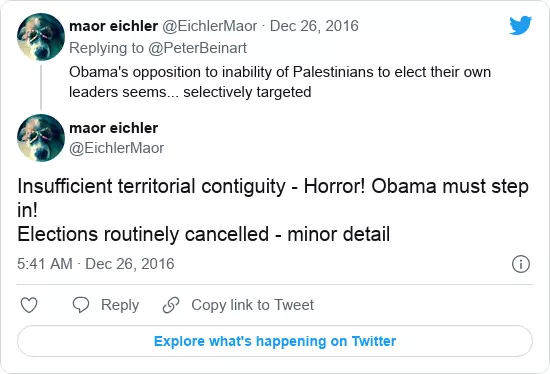 maor eichler @EichlerMaor · Dec 26, 2016
Replying to @PeterBeinart
Obama's opposition to inability of Palestinians to elect their own
leaders seems... selectively targeted
maor eichler
@EichlerMaor
Insufficient territorial contiguity - Horror! Obama must step
in!
Elections routinely cancelled - minor detail
5:41 AM · Dec 26, 2016
Reply
Copy link to Tweet
Explore what's happening on Twitter